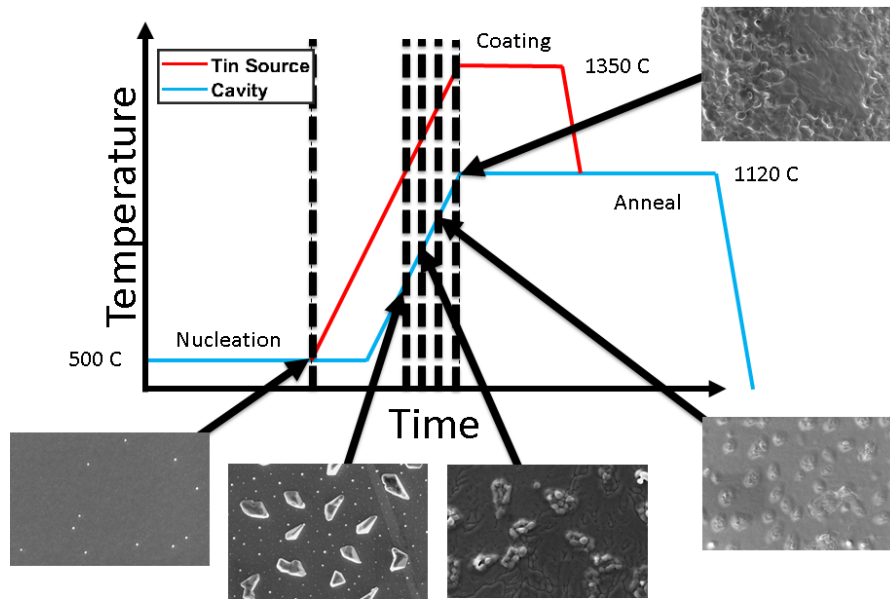 Coating
1350 C
Tin Source
Cavity
Temperature
1120 C
Anneal
Nucleation
500 C
Time